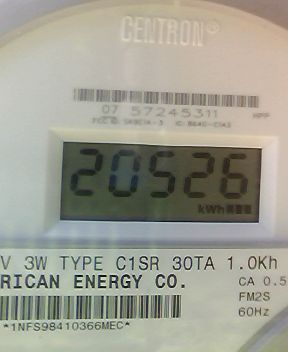 CENTRON®
07 57245311
HPP
20526
kWh
V 3W TYPE C1SR 30TA 1.0Kh
RICAN ENERGY CO.
CA 0.5
FM2S
60Hz
*1NFS98410366MEC*